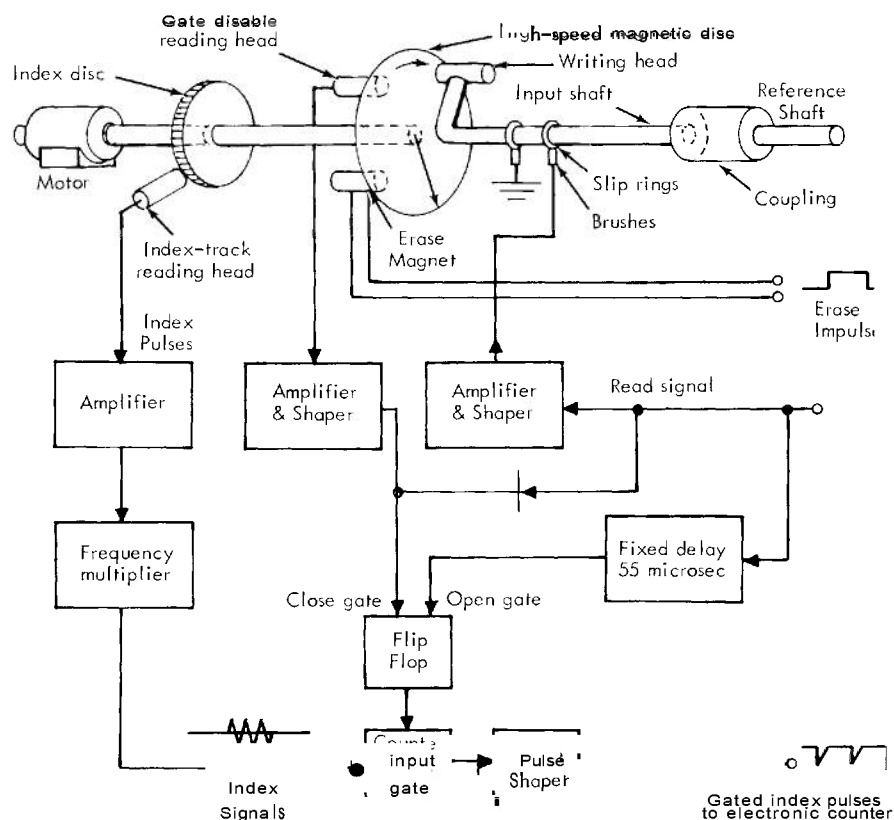 Gate disable
reading head
High-speed magnetic disc
Writing head
Index disc
Input shaft
Reference
Shaft
Motor
Slip rings
Coupling
Brushes
Erase
Magnet
Index-track
reading head
Erase
Impuls
Index
Pulses
Read signal
Amplifier
Amplifier
& Shaper
Amplifier
& Shaper
Frequency
multiplier
Fixed delay
55 microsec
Close gate
Open gate
Flip
Flop
input
gate
Pulse
Shaper
Index
Signals
Gated index pulses
to electronic counter